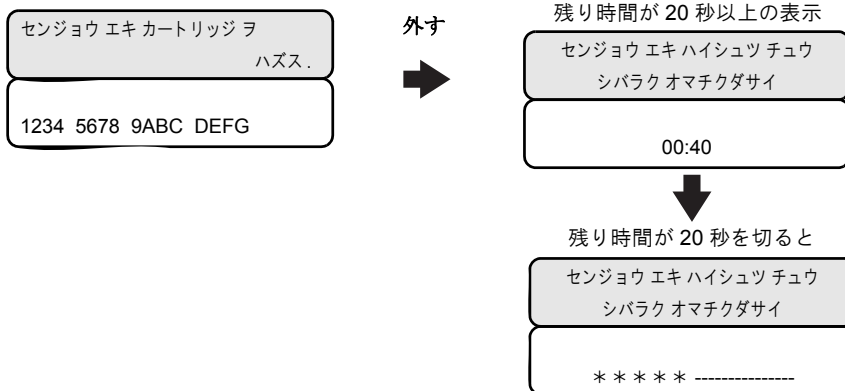 センジョウ エキ カートリッジ ヲ
ハズス .
1234 5678 9ABC DEFG
外す
残り時間が 20 秒以上の表示
センジョウ エキ ハイシュツ チュウ
シバラク オマチクダサイ
00:40
残り時間が 20 秒を切ると
センジョウ エキ ハイシュツ チュウ
シバラク オマチクダサイ
＊＊＊＊＊ ---------------